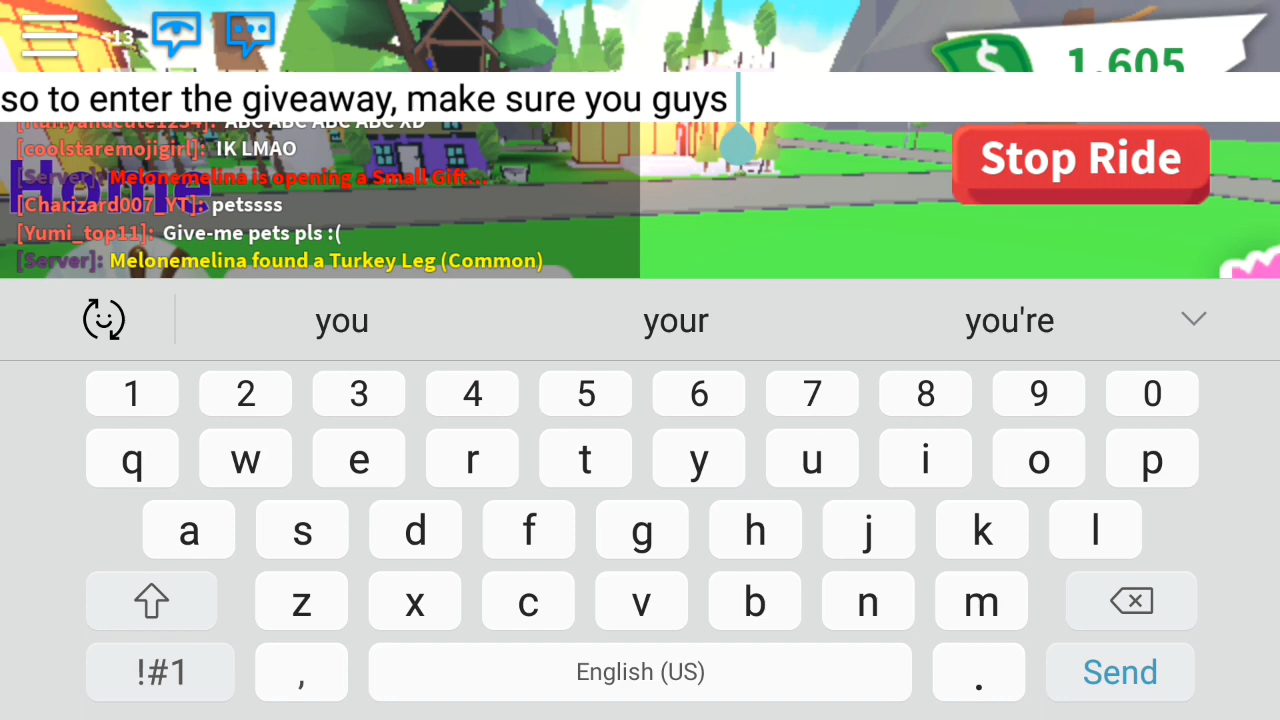 <13
1,605
so to enter the giveaway, make sure you guys
ABC ABC ABC ABC XD
[coolstaremojigirl]: IK LMAO
Home
[Server]: Melonemelina is opening a Small Gift...
[Charizard007_YT]: petssss
[Yumi_top11]: Give-me pets pls :(
[Server]: Melonemelina found a Turkey Leg (Common)
Stop Ride
you your you're
1 2 3 4 5 6 7 8 9 0
q w e r t y u i o p
a s d f g h j k l
z x c v b n m
!#1 , English (US) . Send